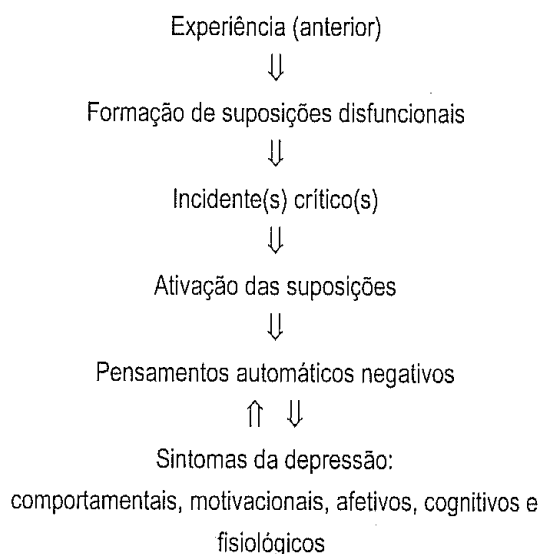 Experiência (anterior)
⇓
Formação de suposições disfuncionais
⇓
Incidente(s) crítico(s)
⇓
Ativação das suposições
⇓
Pensamentos automáticos negativos
⇑ ⇓
Sintomas da depressão:
comportamentais, motivacionais, afetivos, cognitivos e
fisiológicos